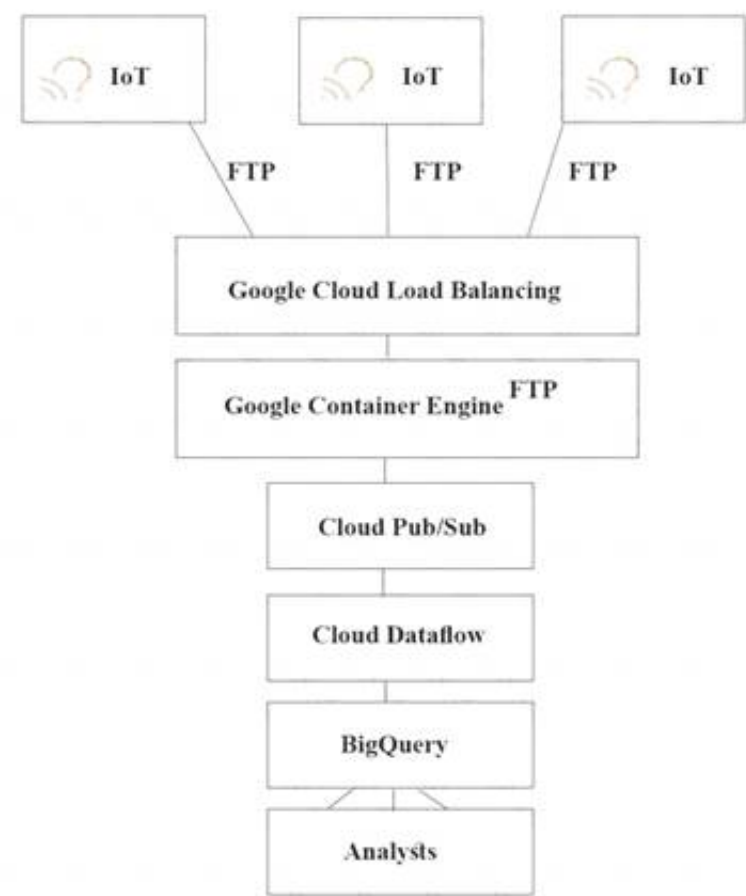 IoT
IoT
IoT
FTP
FTP
FTP
Google Cloud Load Balancing
Google Container Engine FTP
Cloud Pub/Sub
Cloud Dataflow
BigQuery
Analysts